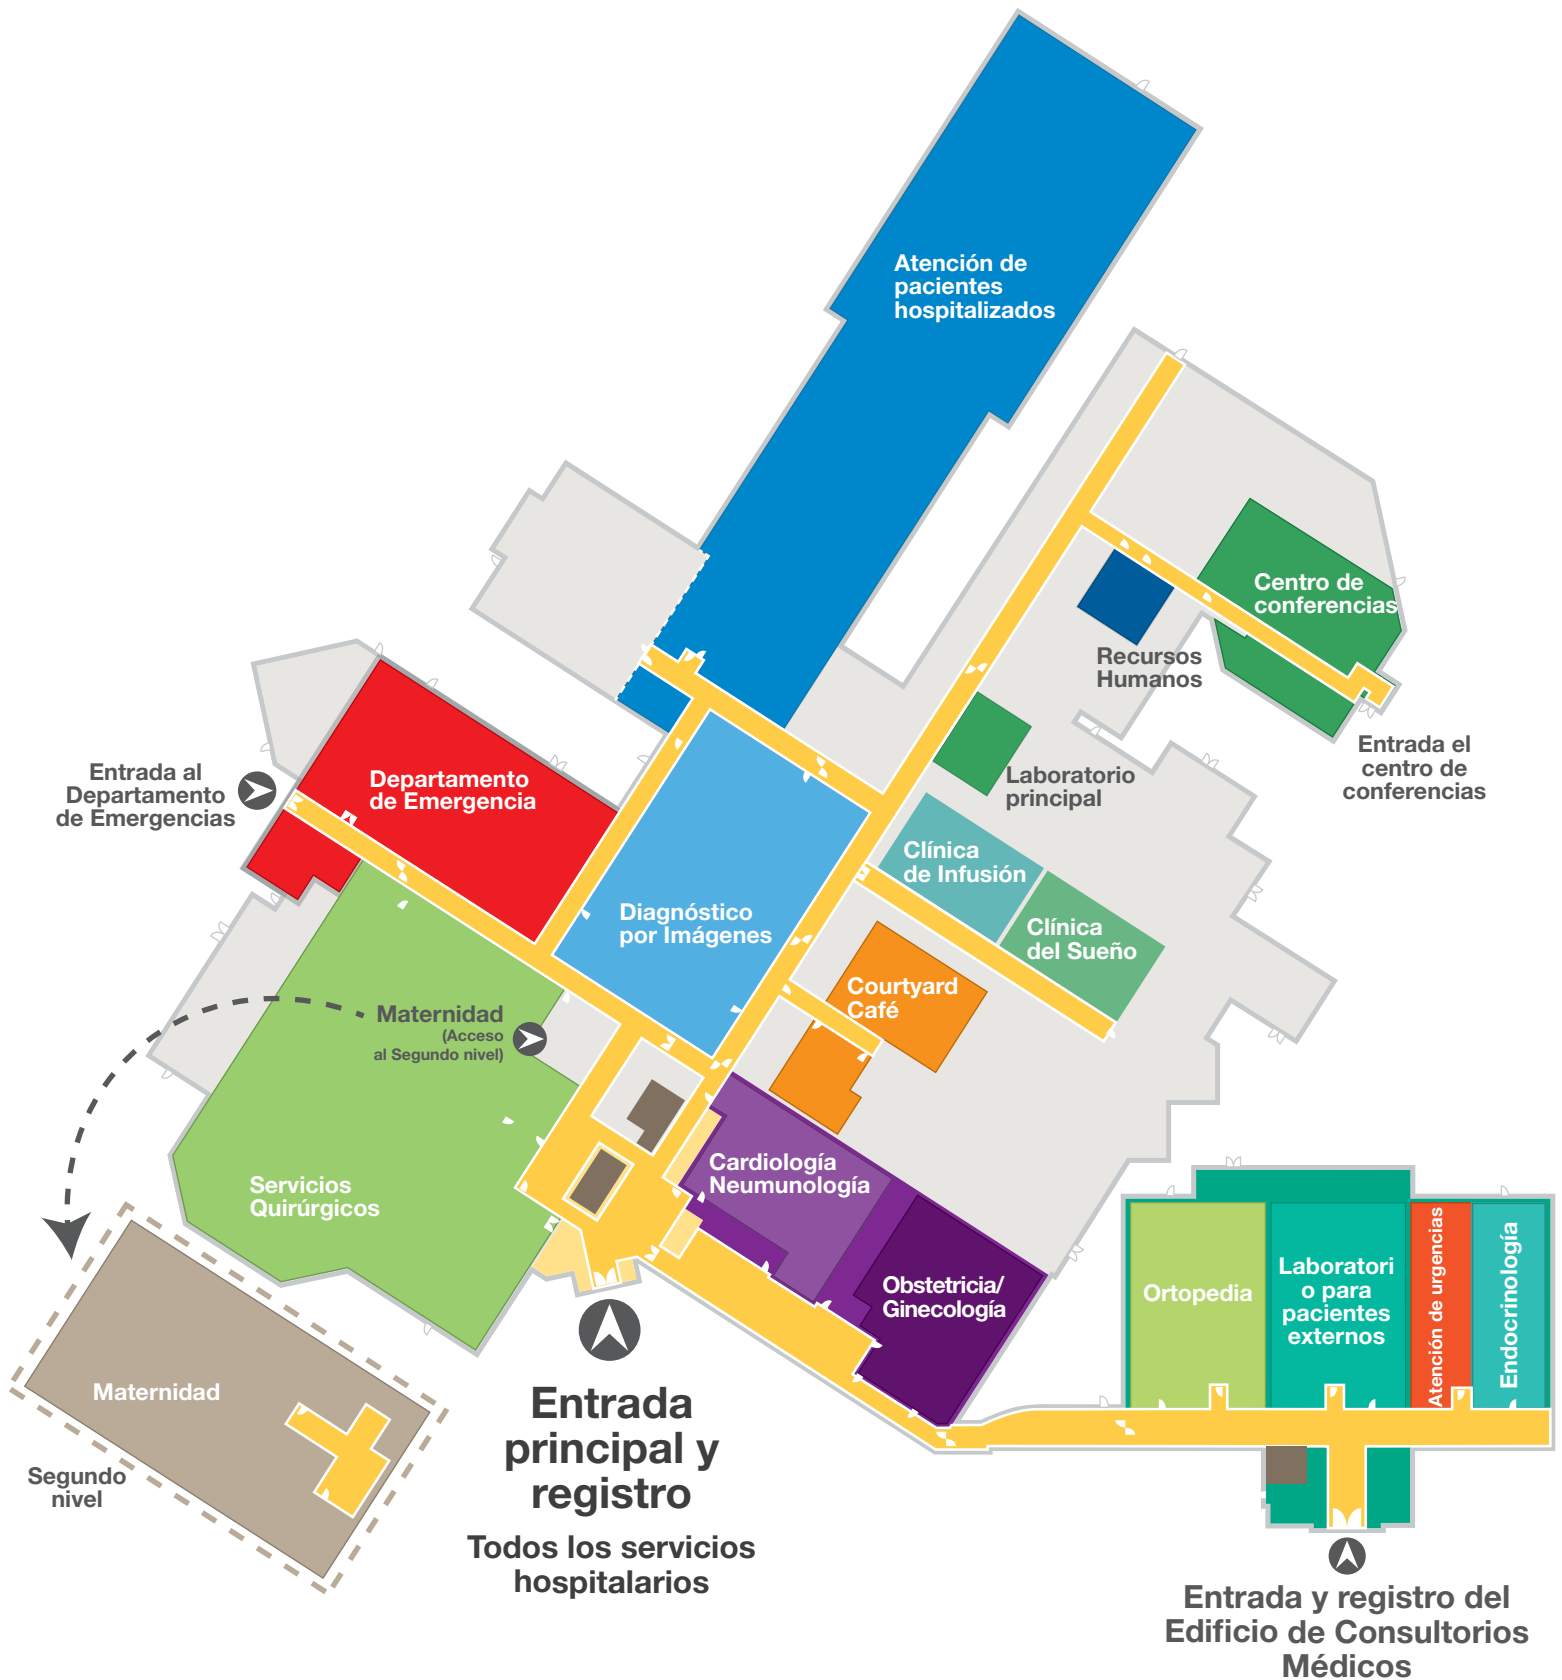 Atención de
pacientes
hospitalizados
Centro de
conferencias
Recursos
Humanos
Entrada el
centro de
conferencias
Laboratorio
principal
Entrada al
Departamento
de Emergencias
Departamento
de Emergencia
Clínica
de Infusión
Diagnóstico
por Imágenes
Clínica
del Sueño
Courtyard
Café
Maternidad
(Acceso
al Segundo nivel)
Cardiología
Neumunología
Servicios
Quirúrgicos
Obstetricia/
Ginecología
Ortopedia
Laboratori
o para
pacientes
externos
Atención de urgencias
Endocrinología
Maternidad
Segundo
nivel
Entrada
principal y
registro
Todos los servicios
hospitalarios
Entrada y registro del
Edificio de Consultorios
Médicos